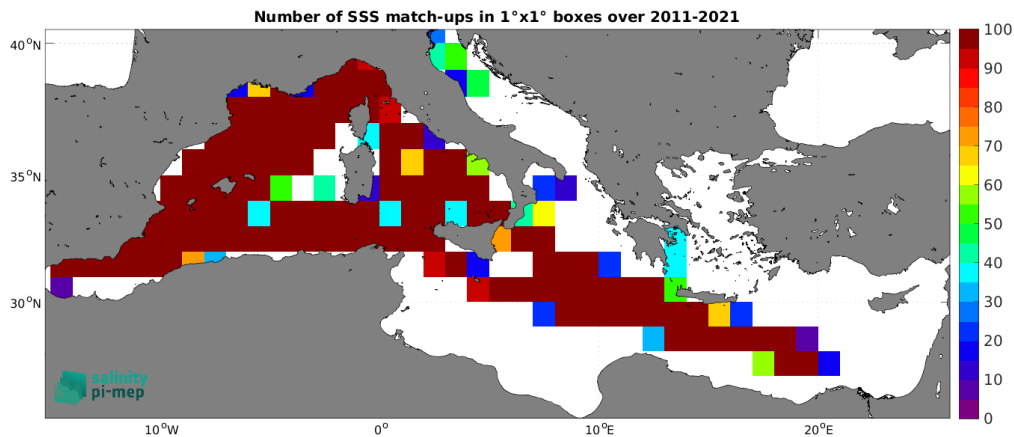 Number of SSS match-ups in 1°x1° boxes over 2011-2021
40°N
35°N
30°N
10°W
0°
10°E
20°E
100
90
80
70
60
50
40
30
20
10
0
salinity
pi-mep